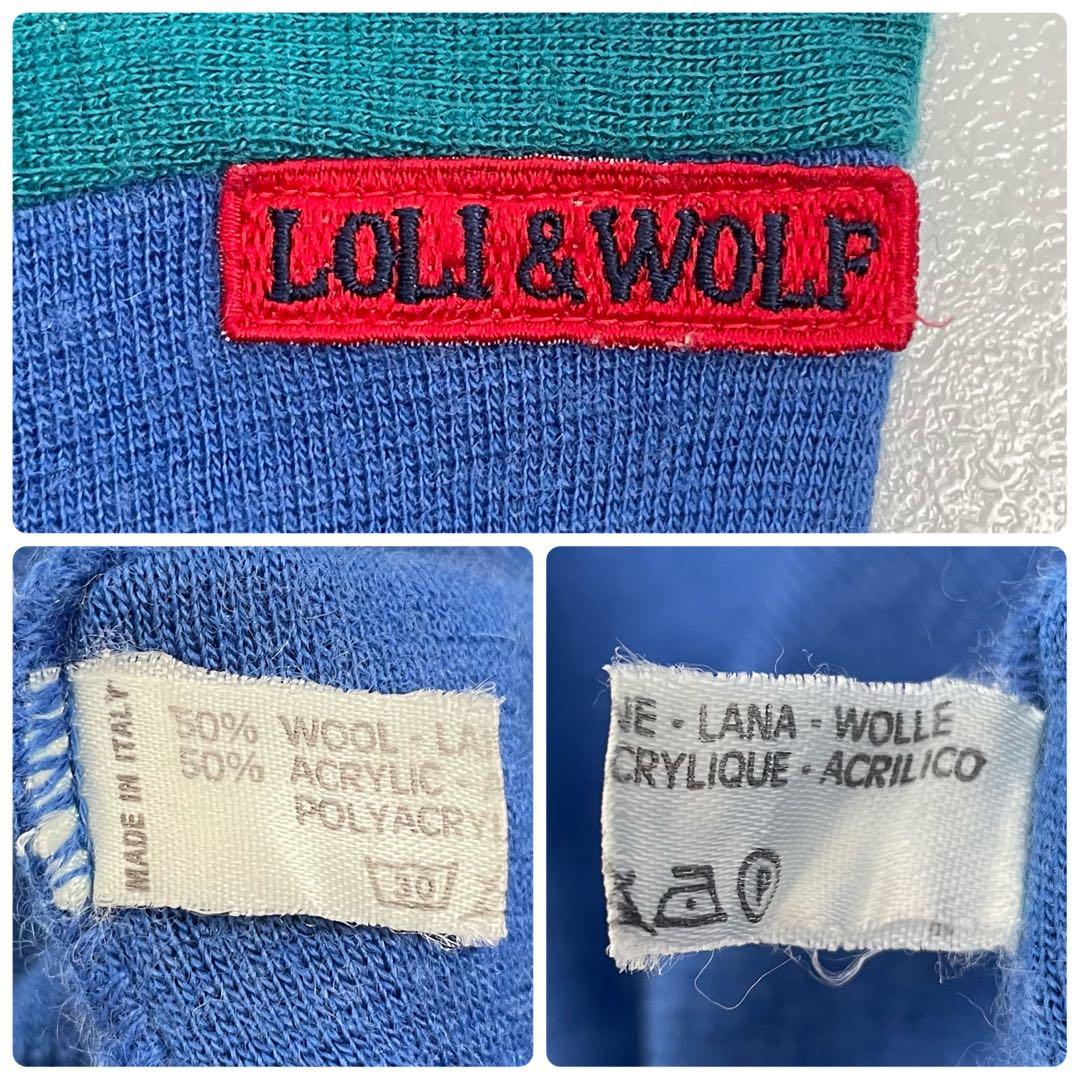 LOLI & WOLF
MADE IN ITALY
50% WOOL - LA
50% ACRYLIC
POLYACRY
30
NE - LANA - WOLLE
CRYLIQUE - ACRILICO
P